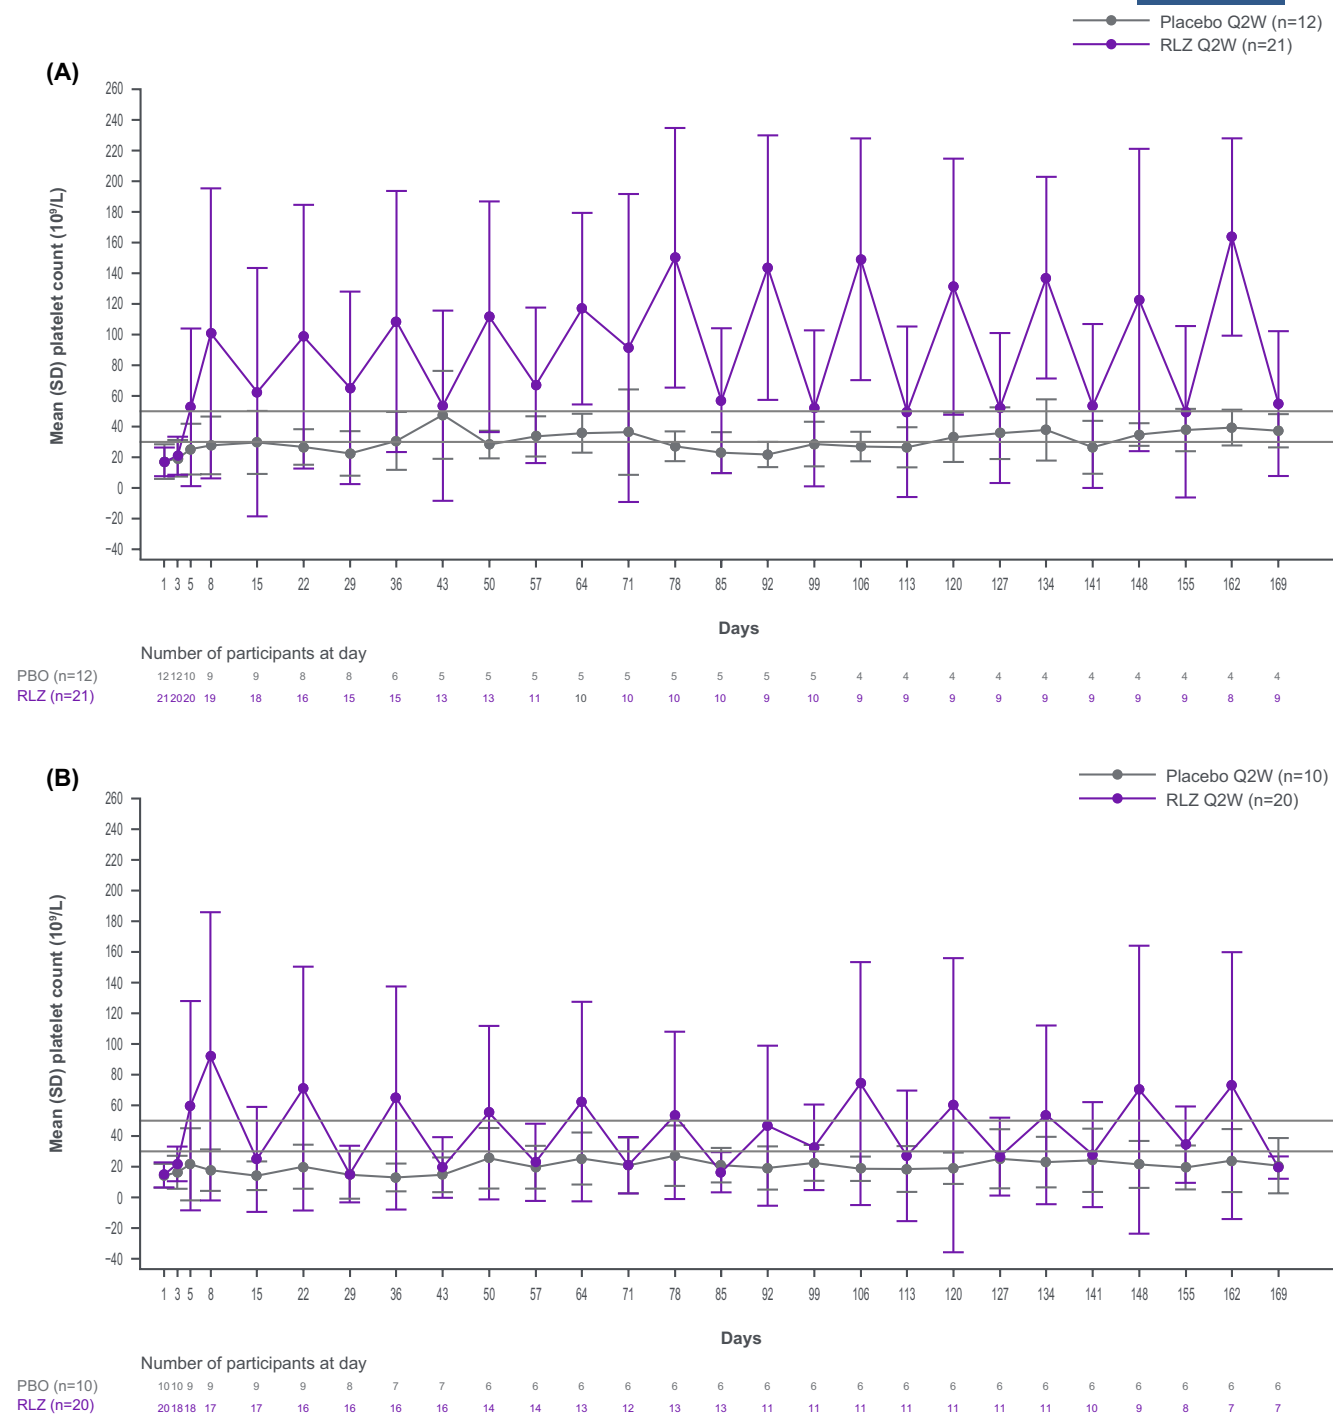 Placebo Q2W (n=12)
RLZ Q2W (n=21)
(A)
Mean (SD) platelet count (10⁹/L)
260
240
220
200
180
160
140
120
100
80
60
40
20
0
−20
−40
1 3 5 8 15 22 29 36 43 50 57 64 71 78 85 92 99 106 113 120 127 134 141 148 155 162 169
Days
Number of participants at day
PBO (n=12) 12 12 10 9 9 8 8 6 5 5 5 5 5 5 5 5 5 4 4 4 4 4 4 4 4 4 4
RLZ (n=21) 21 20 20 19 18 16 15 15 13 13 11 10 10 10 10 9 10 9 9 9 9 9 9 9 9 8 9
(B)
Placebo Q2W (n=10)
RLZ Q2W (n=20)
Mean (SD) platelet count (10⁹/L)
260
240
220
200
180
160
140
120
100
80
60
40
20
0
−20
−40
1 3 5 8 15 22 29 36 43 50 57 64 71 78 85 92 99 106 113 120 127 134 141 148 155 162 169
Days
Number of participants at day
PBO (n=10) 10 10 9 9 9 9 8 7 7 6 6 6 6 6 6 6 6 6 6 6 6 6 6 6 6 6 6
RLZ (n=20) 20 18 18 17 17 16 16 16 16 14 14 13 12 13 13 11 11 11 11 11 11 11 10 9 8 7 7